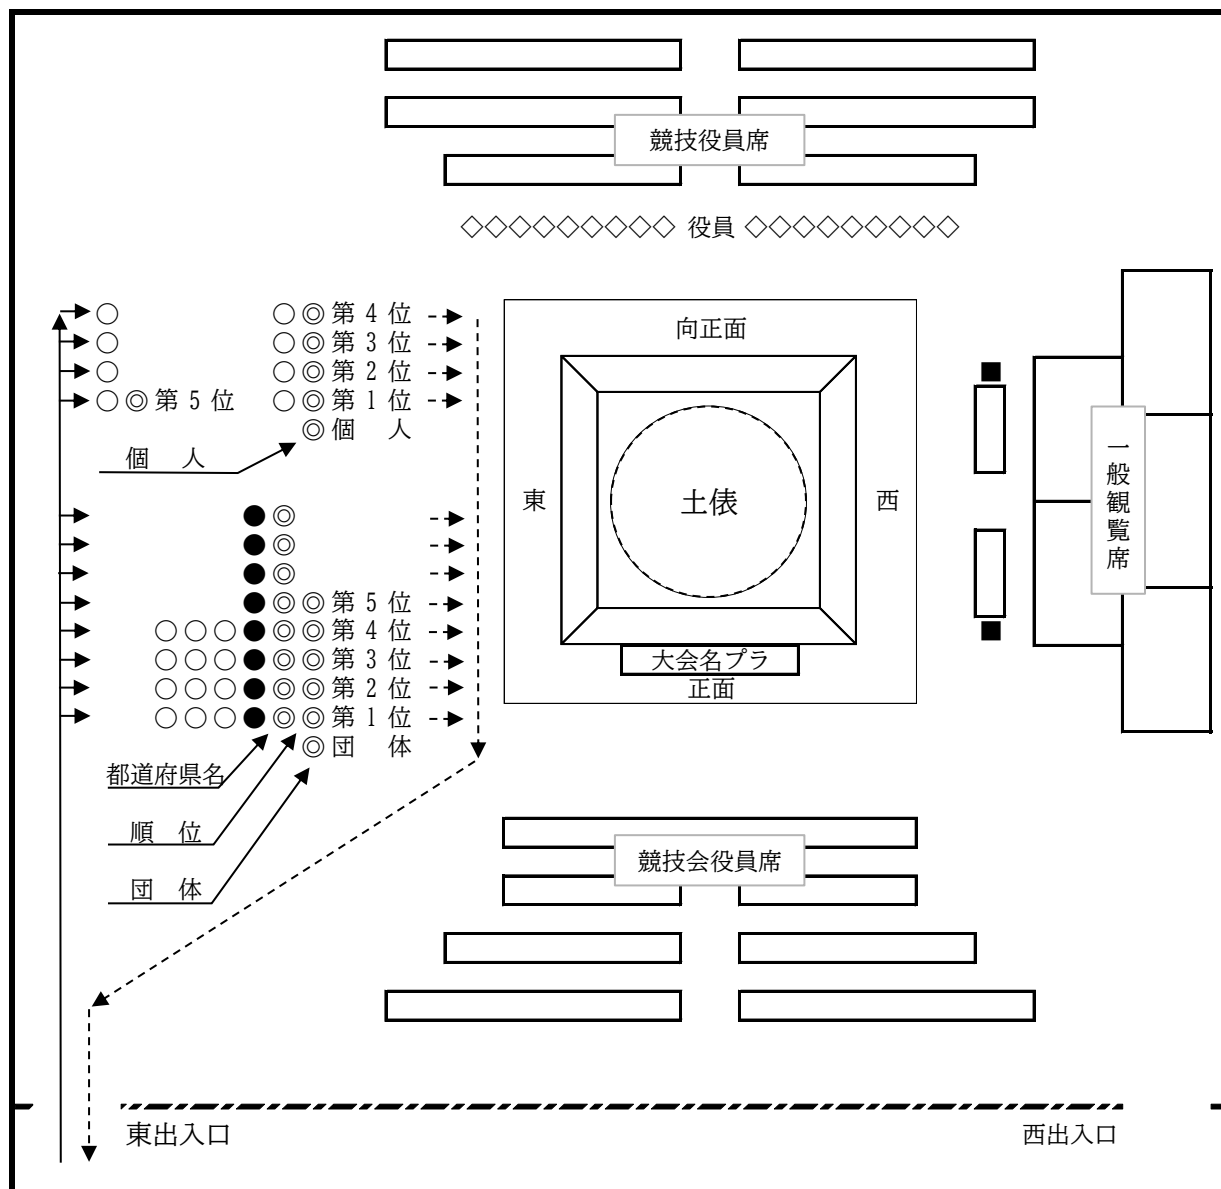 競技役員席
◇◇◇◇◇◇◇◇◇ 役員 ◇◇◇◇◇◇◇◇◇
○ ○◎第4位
○ ○◎第3位
○ ○◎第2位
○◎第5位 ○◎第1位
◎個 人
個 人
向正面
東
土俵
西
■
■
一般観覧席
●◎
●◎
●◎
●◎◎第5位
○○○●◎◎第4位
○○○●◎◎第3位
○○○●◎◎第2位
○○○●◎◎第1位
◎団 体
大会名プラ
正面
都道府県名
順 位
団 体
競技会役員席
東出入口
西出入口